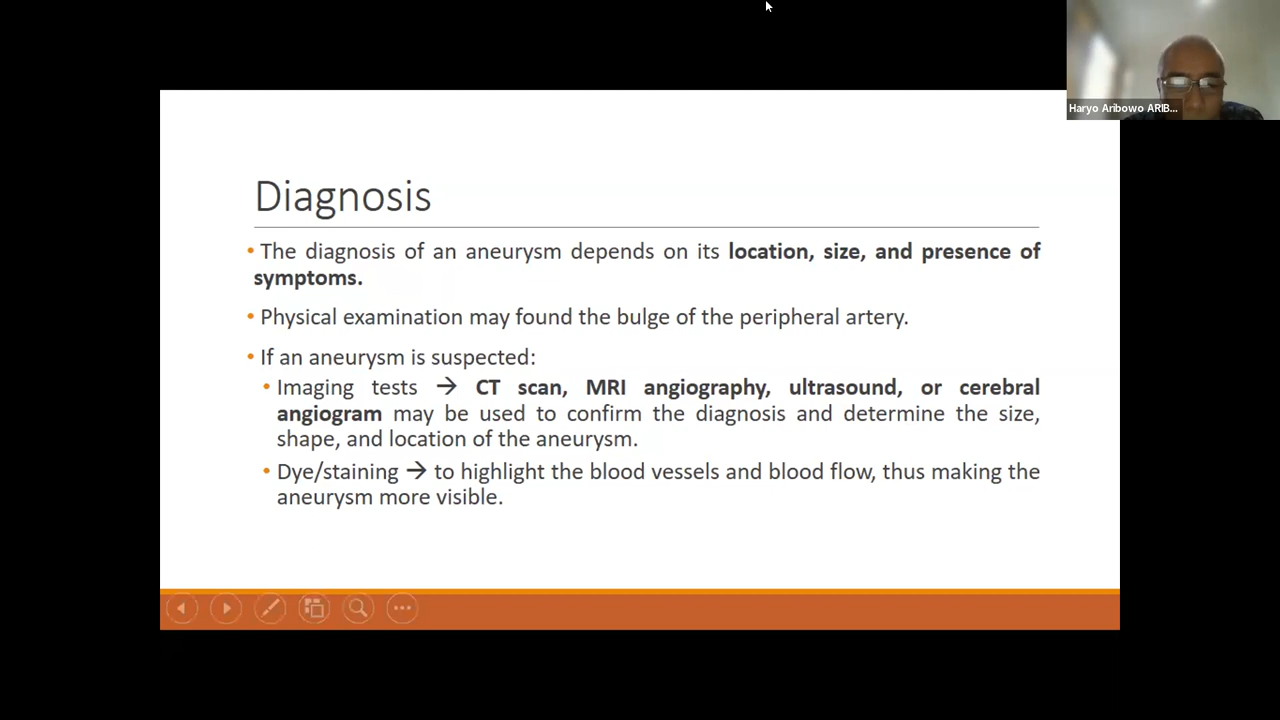 Haryo Aribowo ARIB...
Diagnosis
• The diagnosis of an aneurysm depends on its location, size, and presence of
symptoms.
• Physical examination may found the bulge of the peripheral artery.
• If an aneurysm is suspected:
• Imaging tests → CT scan, MRI angiography, ultrasound, or cerebral
angiogram may be used to confirm the diagnosis and determine the size,
shape, and location of the aneurysm.
• Dye/staining → to highlight the blood vessels and blood flow, thus making the
aneurysm more visible.